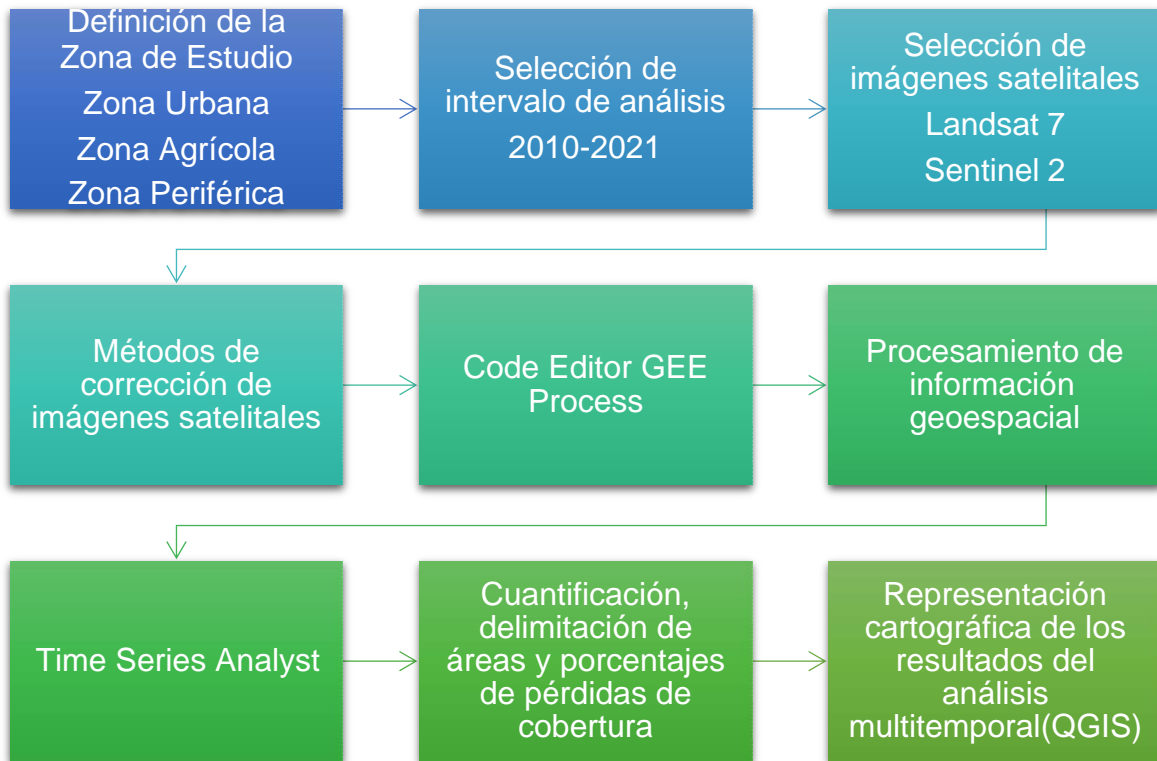 Definición de la
Zona de Estudio
Zona Urbana
Zona Agrícola
Zona Periférica
Selección de
intervalo de análisis
2010-2021
Selección de
imágenes satelitales
Landsat 7
Sentinel 2
Métodos de
corrección de
imágenes satelitales
Code Editor GEE
Process
Procesamiento de
información
geoespacial
Time Series Analyst
Cuantificación,
delimitación de
áreas y porcentajes
de pérdidas de
cobertura
Representación
cartográfica de los
resultados del
análisis
multitemporal(QGIS)